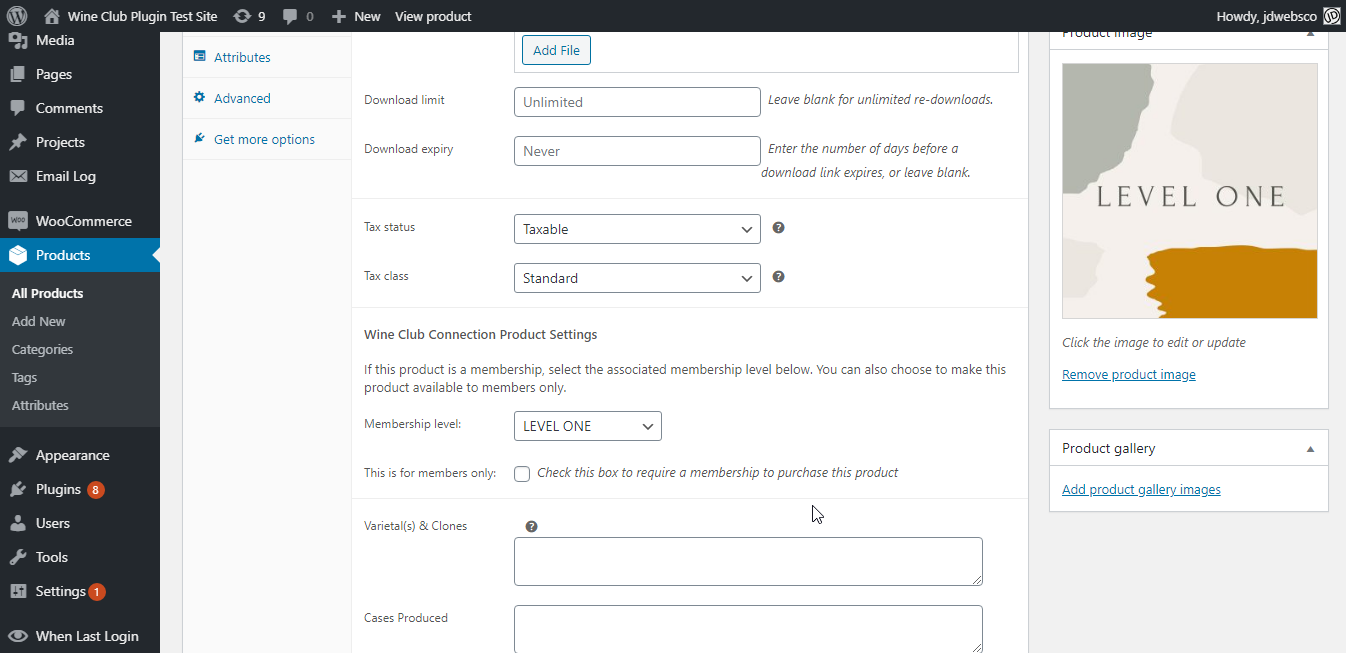 Wine Club Plugin Test Site
9
0
New
View product
Howdy, jdwebsco
Media
Pages
Comments
Projects
Email Log
WooCommerce
Products
All Products
Add New
Categories
Tags
Attributes
Appearance
Plugins 8
Users
Tools
Settings 1
When Last Login
Attributes
Advanced
Get more options
Add File
Download limit
Unlimited
Leave blank for unlimited re-downloads.
Download expiry
Never
Enter the number of days before a
download link expires, or leave blank.
Tax status
Taxable
Tax class
Standard
Wine Club Connection Product Settings
If this product is a membership, select the associated membership level below. You can also choose to make this
product available to members only.
Membership level:
LEVEL ONE
This is for members only:
Check this box to require a membership to purchase this product
Varietal(s) & Clones
Cases Produced
Product image
LEVEL ONE
Click the image to edit or update
Remove product image
Product gallery
Add product gallery images